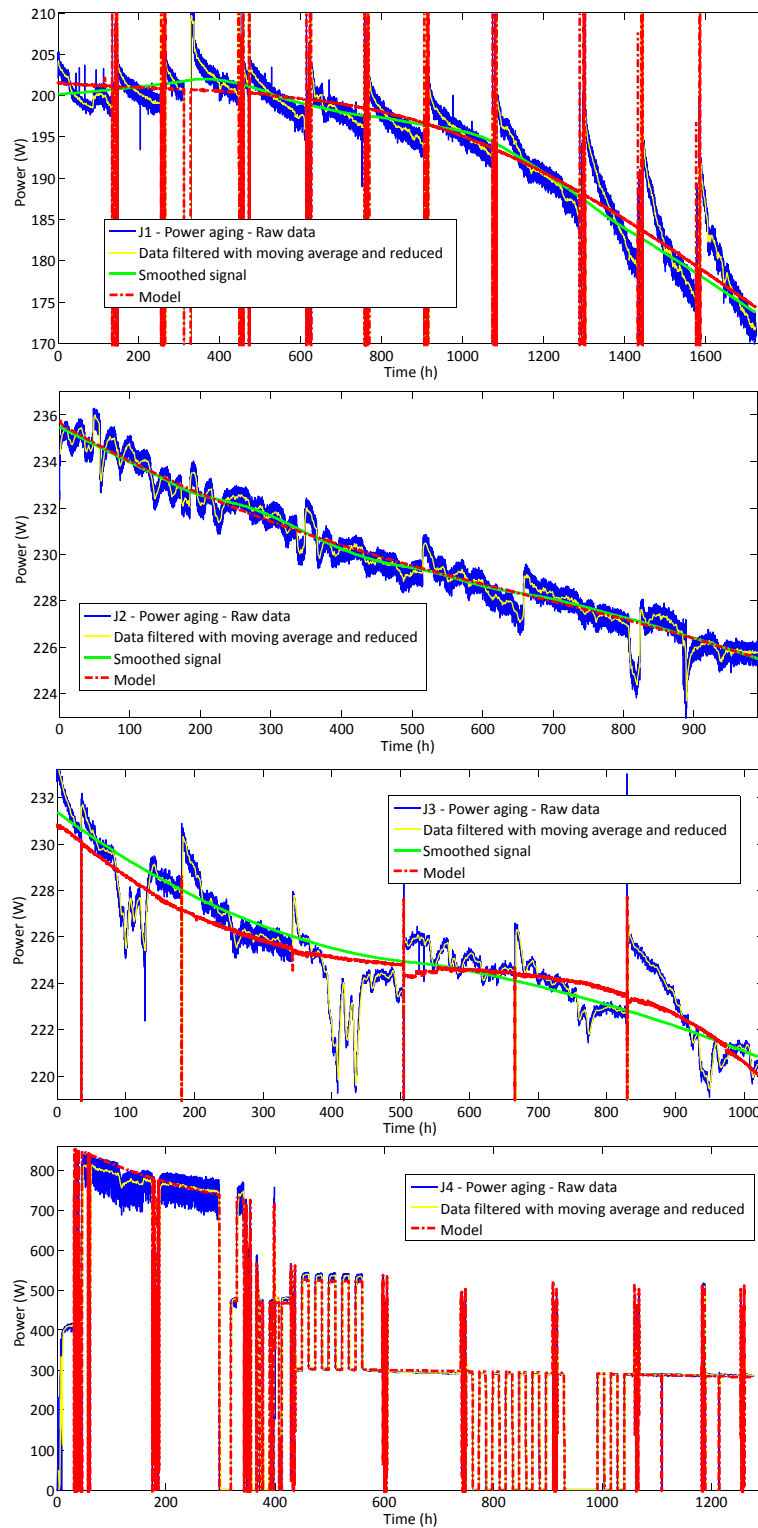 210
205
200
195
190
185
180
175
170
Power (W)
J1 - Power aging - Raw data
Data filtered with moving average and reduced
Smoothed signal
Model
0 200 400 600 800 1000 1200 1400 1600
Time (h)
236
234
232
230
228
226
224
Power (W)
J2 - Power aging - Raw data
Data filtered with moving average and reduced
Smoothed signal
Model
0 100 200 300 400 500 600 700 800 900
Time (h)
232
230
228
226
224
222
220
Power (W)
J3 - Power aging - Raw data
Data filtered with moving average and reduced
Smoothed signal
Model
0 100 200 300 400 500 600 700 800 900 1000
Time (h)
800
700
600
500
400
300
200
100
0
Power (W)
J4 - Power aging - Raw data
Data filtered with moving average and reduced
Model
0 200 400 600 800 1000 1200
Time (h)